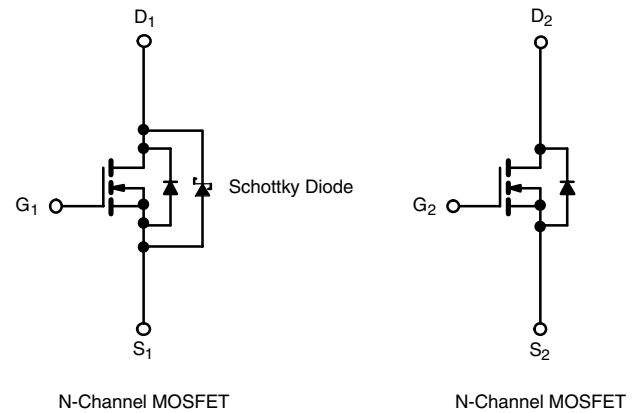 D1
D2
Schottky Diode
G1
G2
S1
S2
N-Channel MOSFET
N-Channel MOSFET